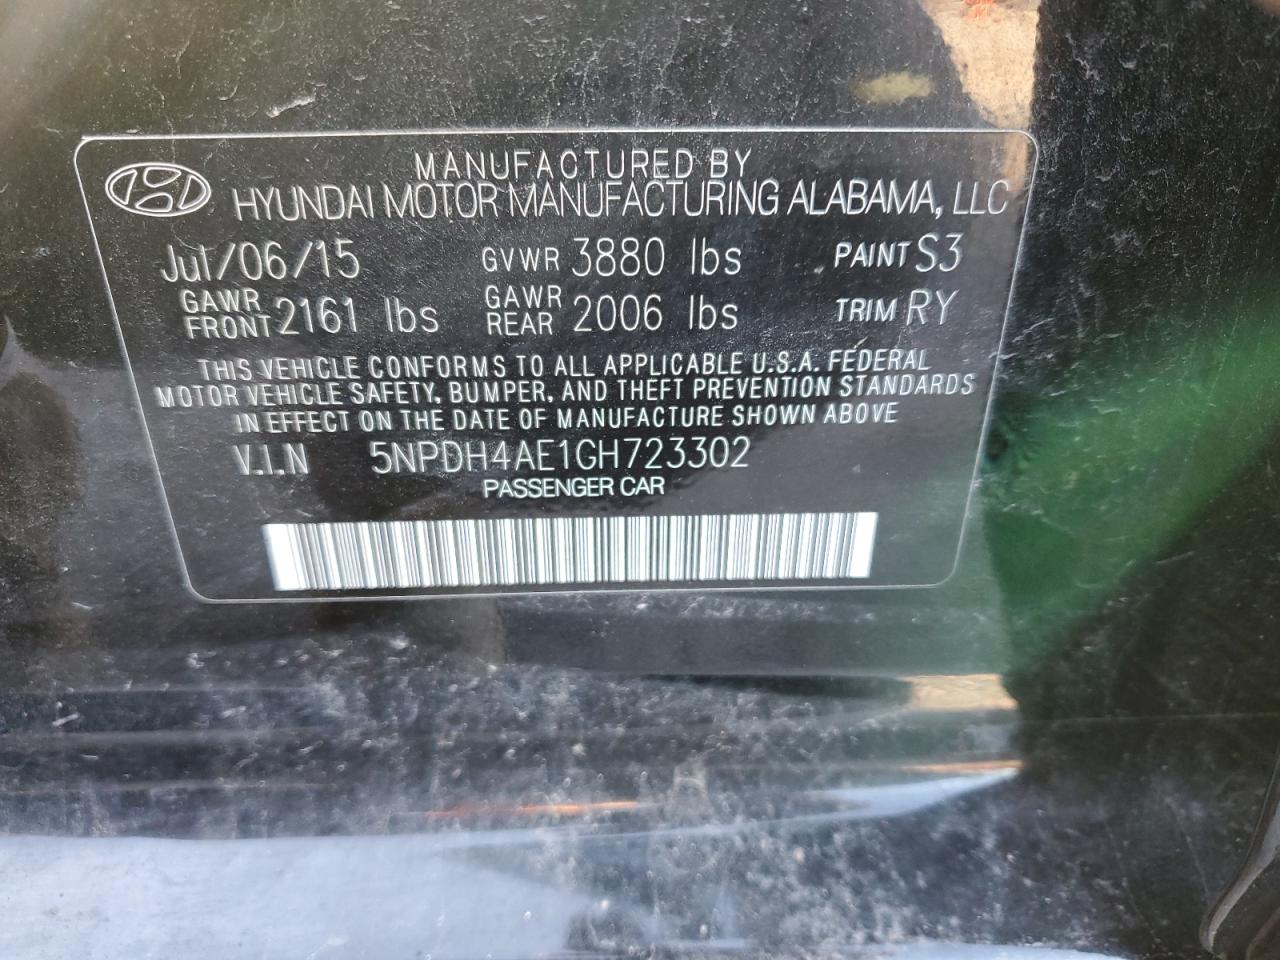 MANUFACTURED BY
HYUNDAI MOTOR MANUFACTURING ALABAMA, LLC
Jul/06/15 GVWR 3880 lbs PAINT S3
GAWR FRONT 2161 lbs GAWR REAR 2006 lbs TRIM RY
THIS VEHICLE CONFORMS TO ALL APPLICABLE U.S.A. FEDERAL
MOTOR VEHICLE SAFETY, BUMPER, AND THEFT PREVENTION STANDARDS
IN EFFECT ON THE DATE OF MANUFACTURE SHOWN ABOVE
V.I.N 5NPDH4AE1GH723302
PASSENGER CAR